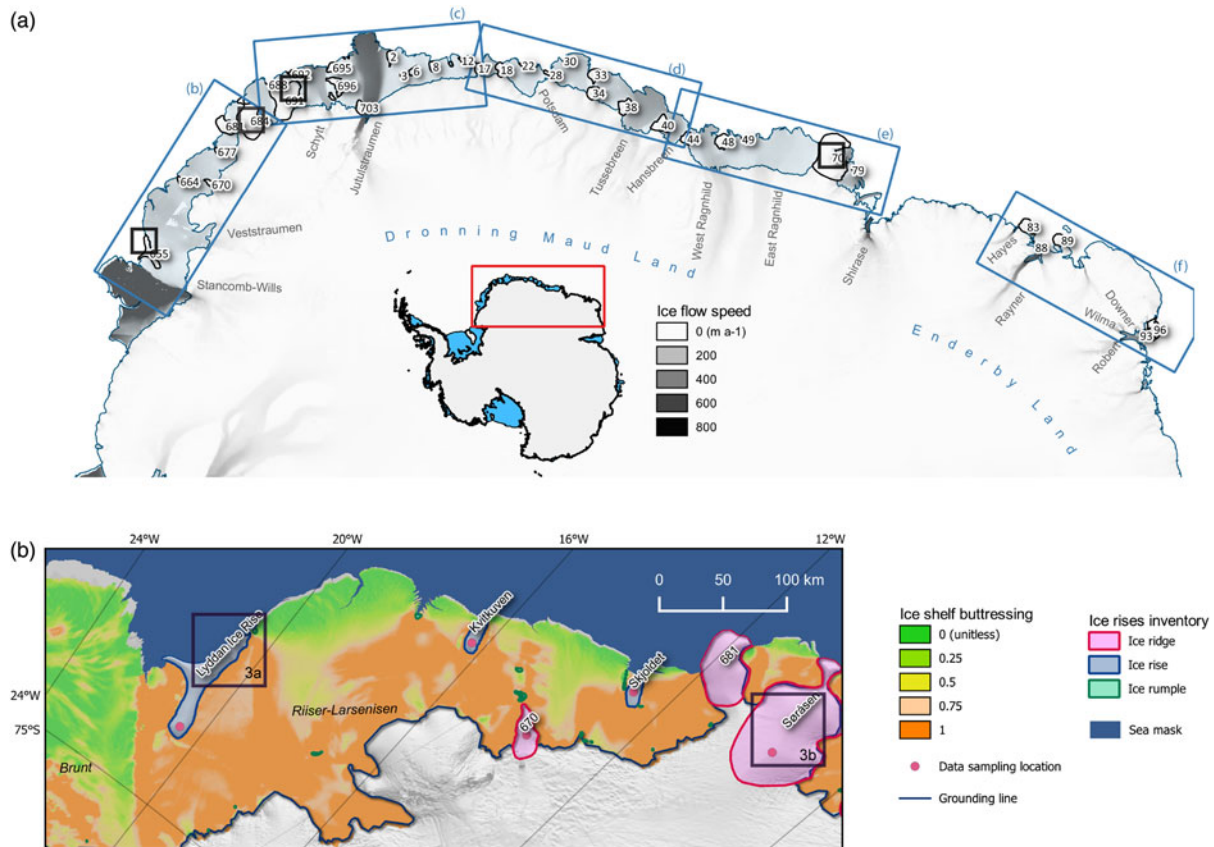 (a)
(b)
(c)
(d)
(e)
(f)
2
3
6
8
12
17
18
22
28
30
33
34
38
40
44
48
49
70
79
83
88
89
93
96
655
664
670
677
681
684
688
691
692
695
696
703
Schytt
Jutulstraumen
Potsdam
Tussebreen
Hansbreen
West Ragnhild
East Ragnhild
Shirase
Hayes
Rayner
Downer
Wilma
Robert
Veststraumen
Stancomb-Wills
Dronning Maud Land
Enderby Land
Ice flow speed
0 (m a-1)
200
400
600
800
(b)
24°W
20°W
16°W
12°W
24°W
75°S
0 50 100 km
Lyddan Ice Rise
3a
Kvitkuven
Skjoldet
681
670
Søråsen
3b
Riiser-Larsenisen
Brunt
Ice shelf buttressing
0 (unitless)
0.25
0.5
0.75
1
Data sampling location
Grounding line
Ice rises inventory
Ice ridge
Ice rise
Ice rumple
Sea mask